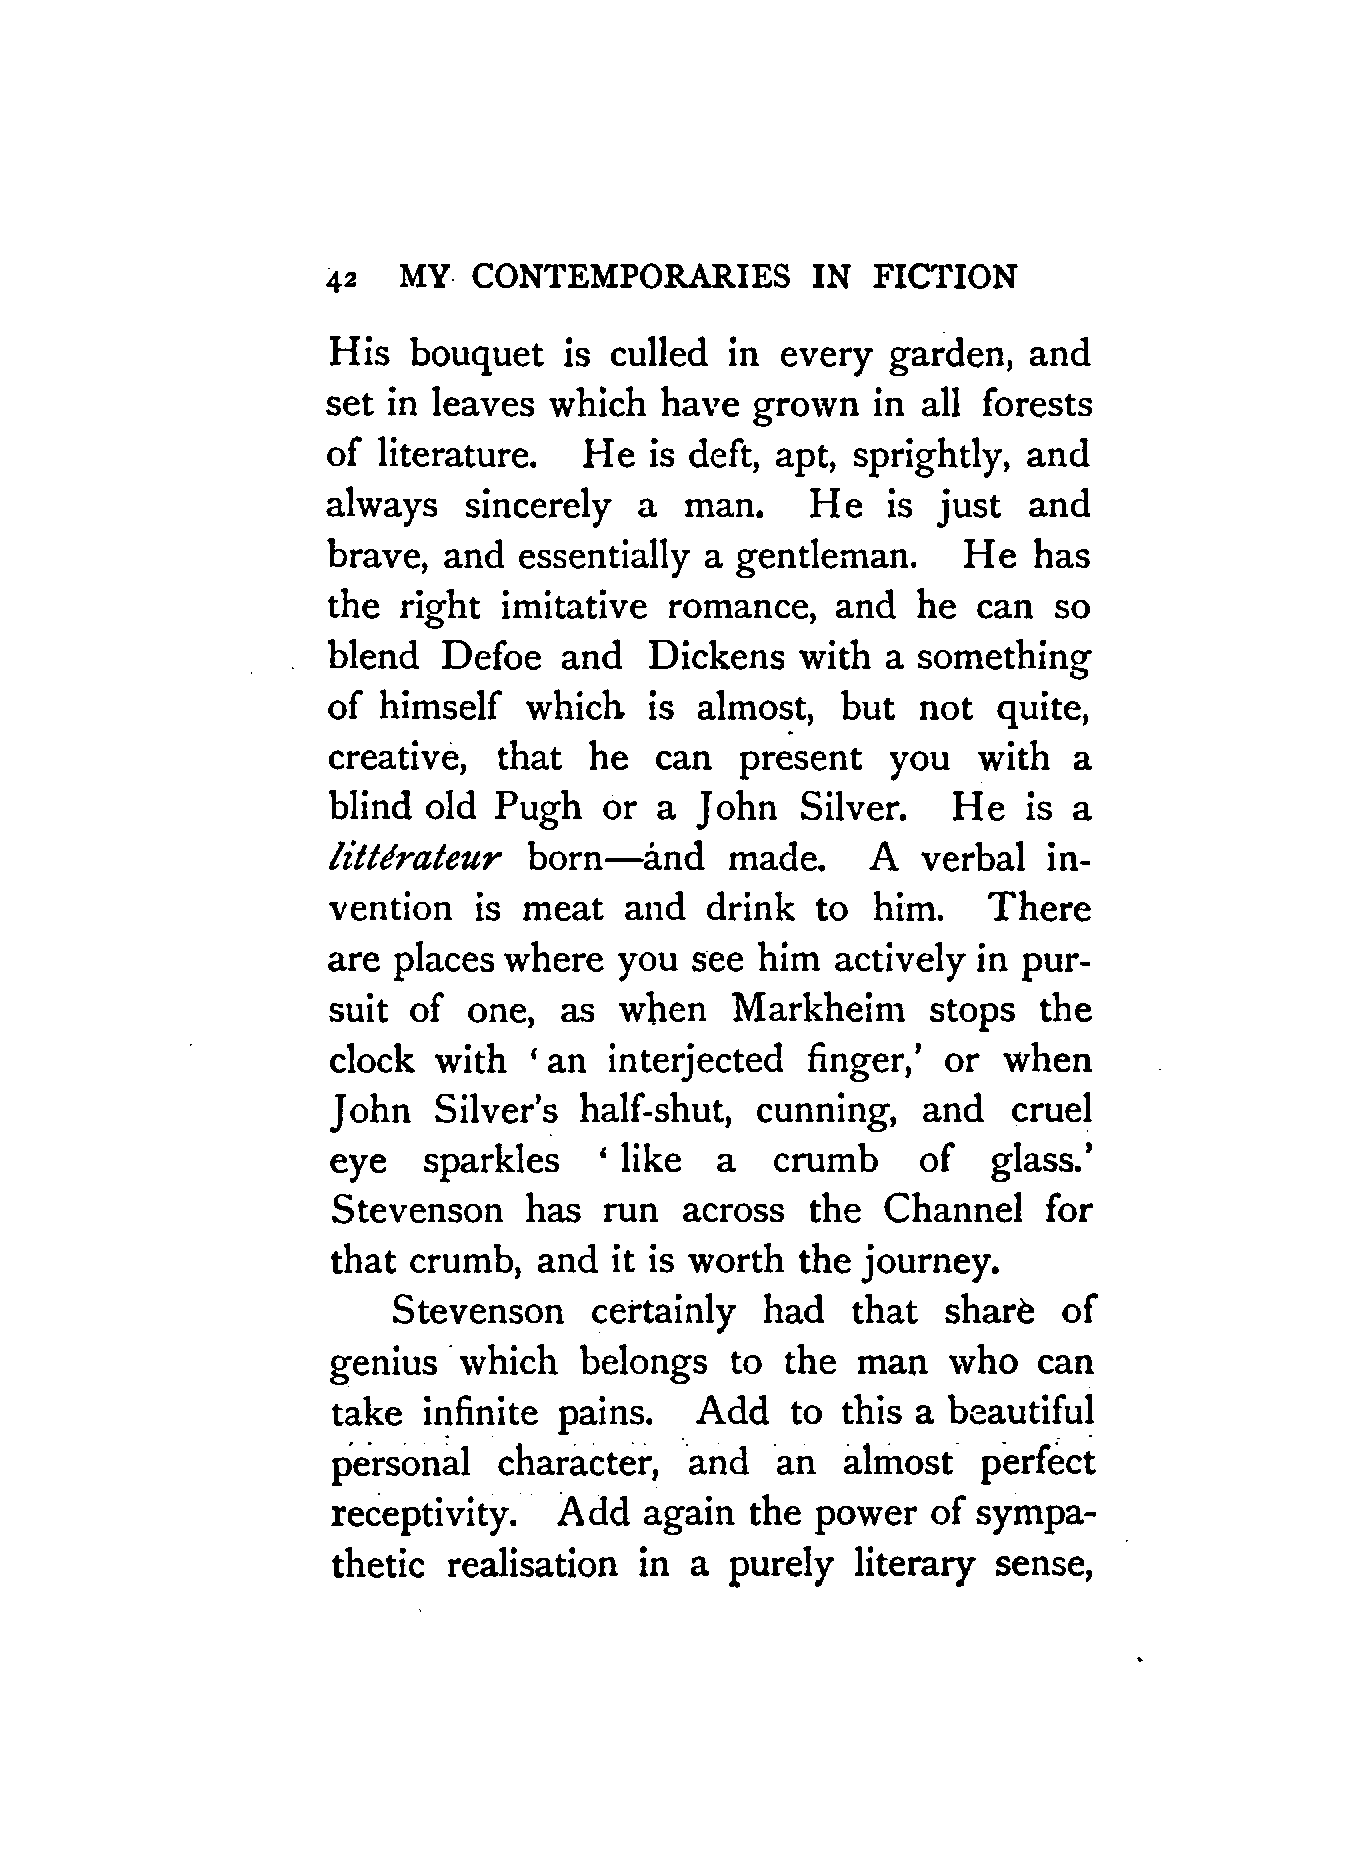 42 MY CONTEMPORARIES IN FICTION
His bouquet is culled in every garden, and
set in leaves which have grown in all forests
of literature. He is deft, apt, sprightly, and
always sincerely a man. He is just and
brave, and essentially a gentleman. He has
the right imitative romance, and he can so
blend Defoe and Dickens with a something
of himself which is almost, but not quite,
creative, that he can present you with a
blind old Pugh or a John Silver. He is a
littérateur born—and made. A verbal in-
vention is meat and drink to him. There
are places where you see him actively in pur-
suit of one, as when Markheim stops the
clock with ‘an interjected finger,’ or when
John Silver’s half-shut, cunning, and cruel
eye sparkles ‘like a crumb of glass.’
Stevenson has run across the Channel for
that crumb, and it is worth the journey.
Stevenson certainly had that share of
genius which belongs to the man who can
take infinite pains. Add to this a beautiful
personal character, and an almost perfect
receptivity. Add again the power of sympa-
thetic realisation in a purely literary sense,